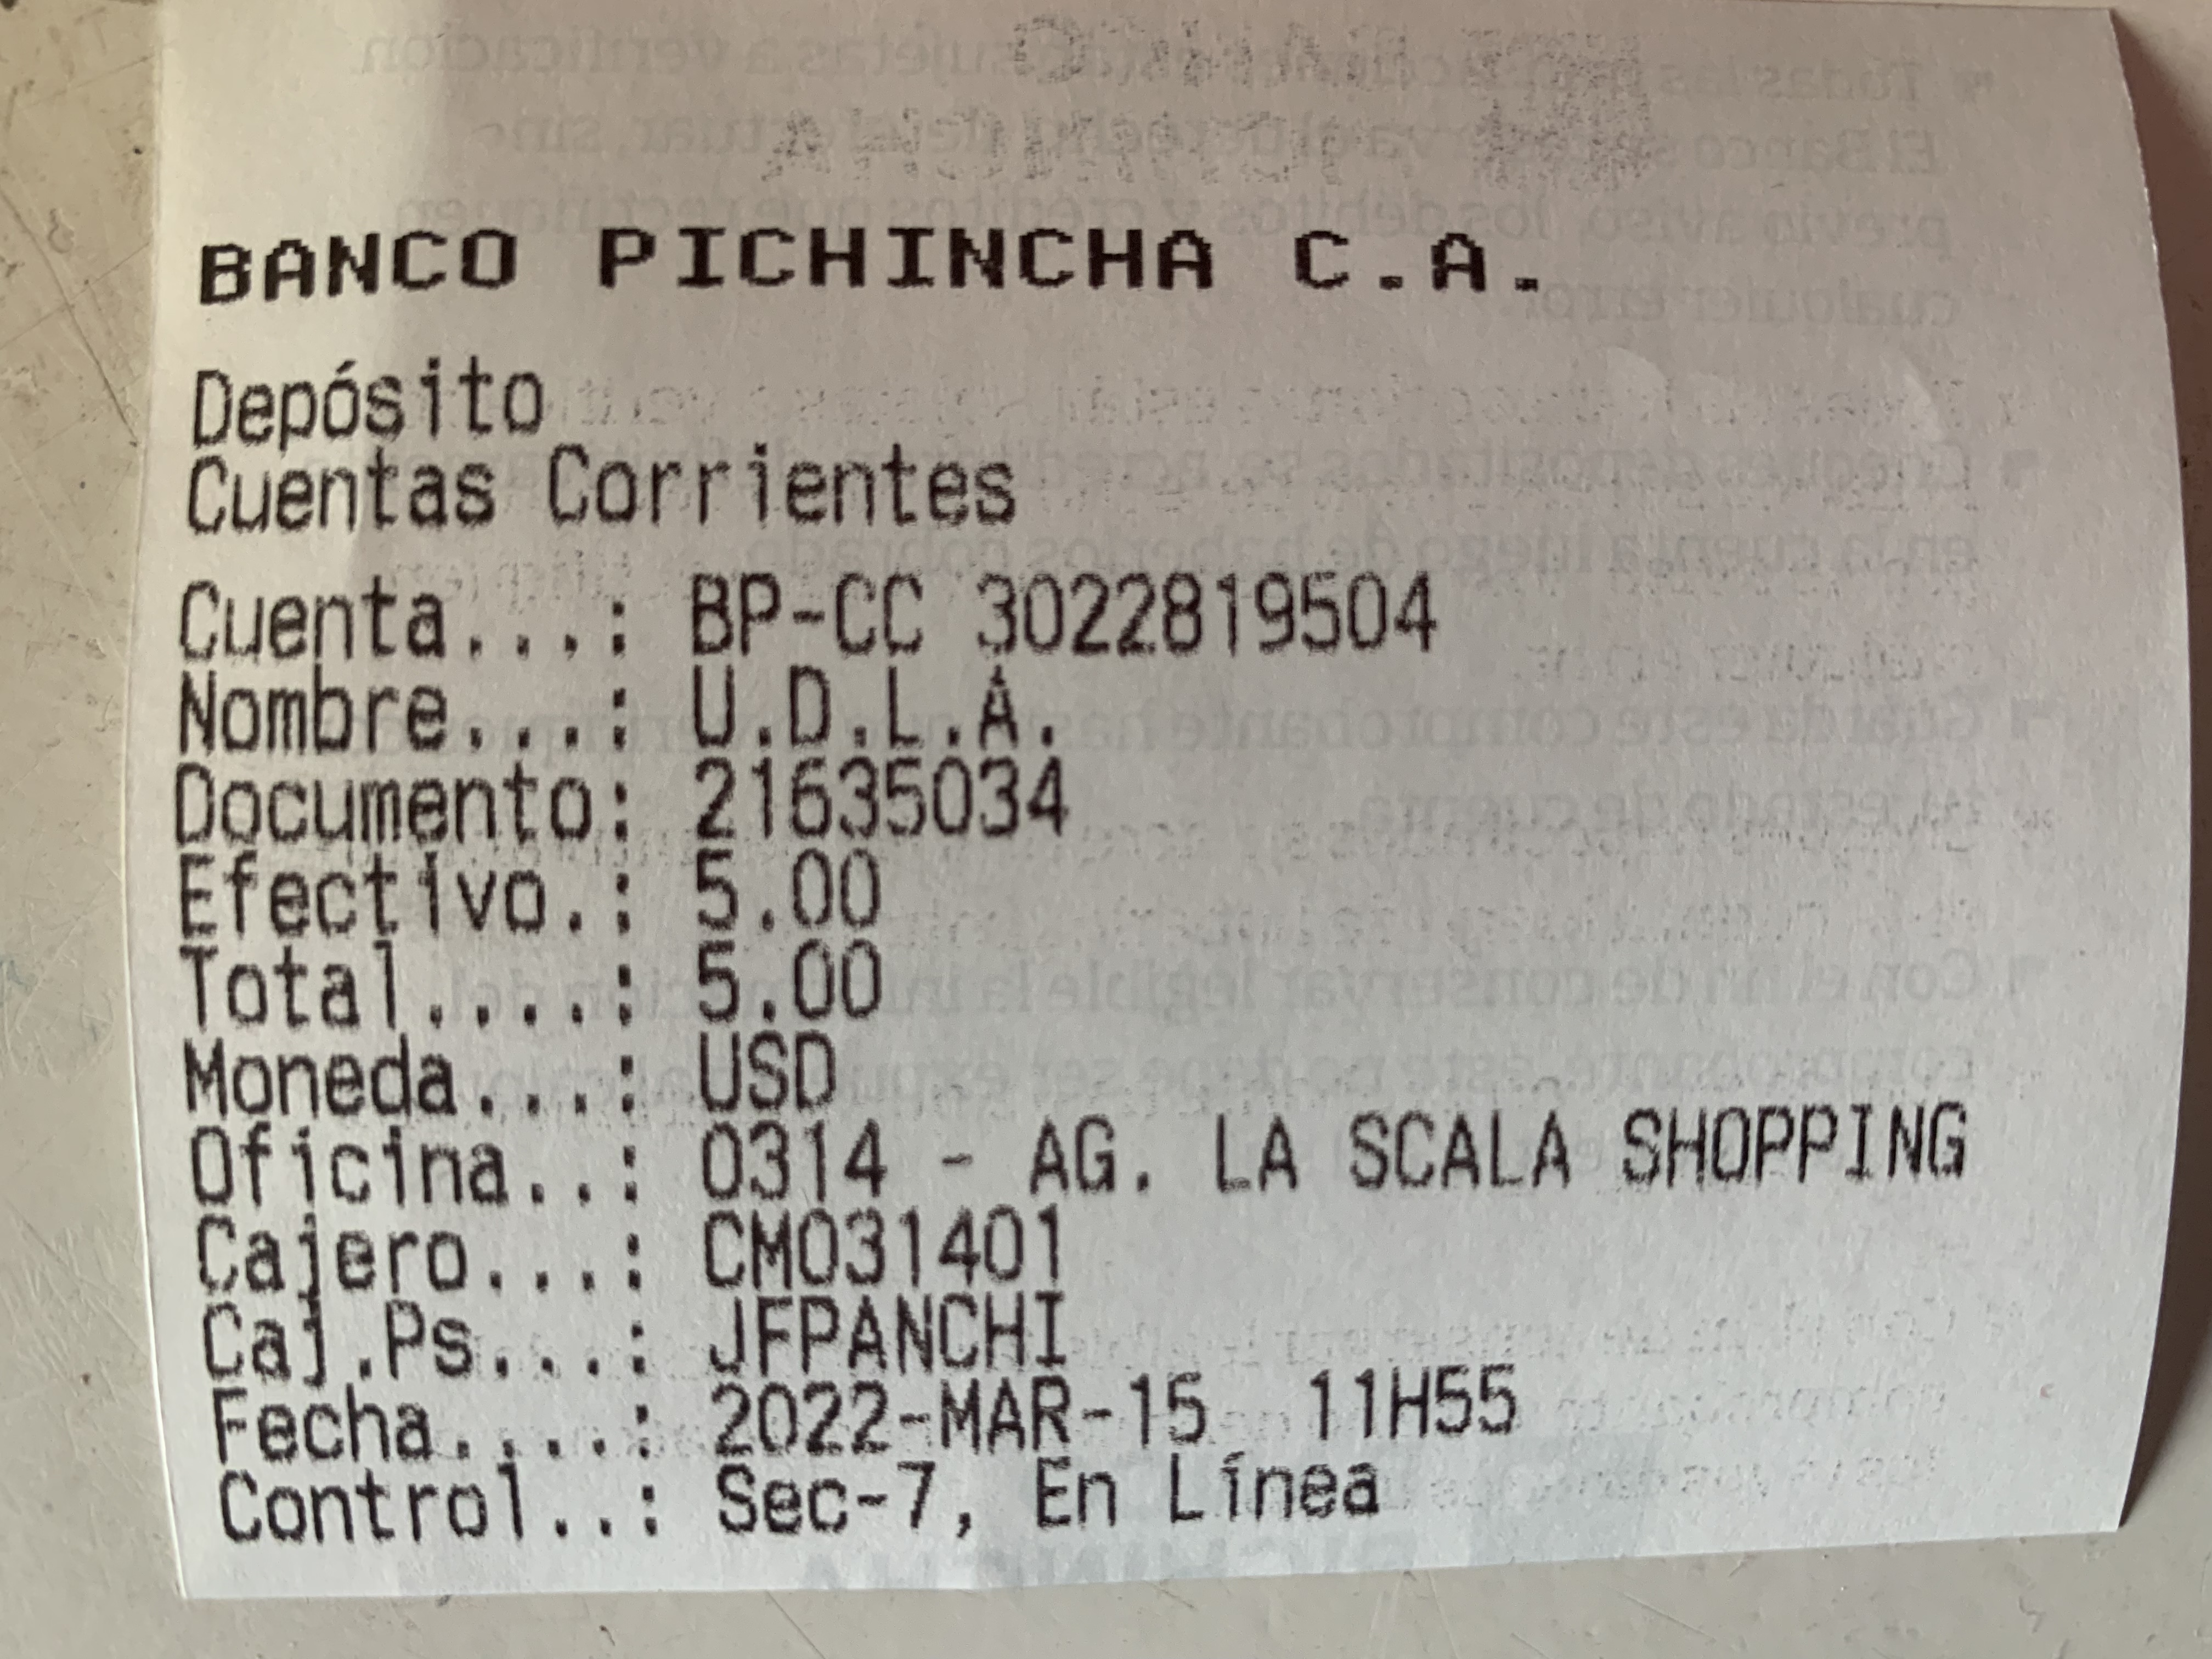 BANCO PICHINCHA C.A.
Depósito
Cuentas Corrientes
Cuenta...: BP-CC 3022819504
Nombre...: U.D.L.A.
Documento: 21635034
Efectivo.: 5.00
Total....: 5.00
Moneda...: USD
Oficina..: 0314 - AG. LA SCALA SHOPPING
Cajero...: CM031401
Caj.Ps...: JFPANCHI
Fecha....: 2022-MAR-15 11H55
Control..: Sec-7, En Línea